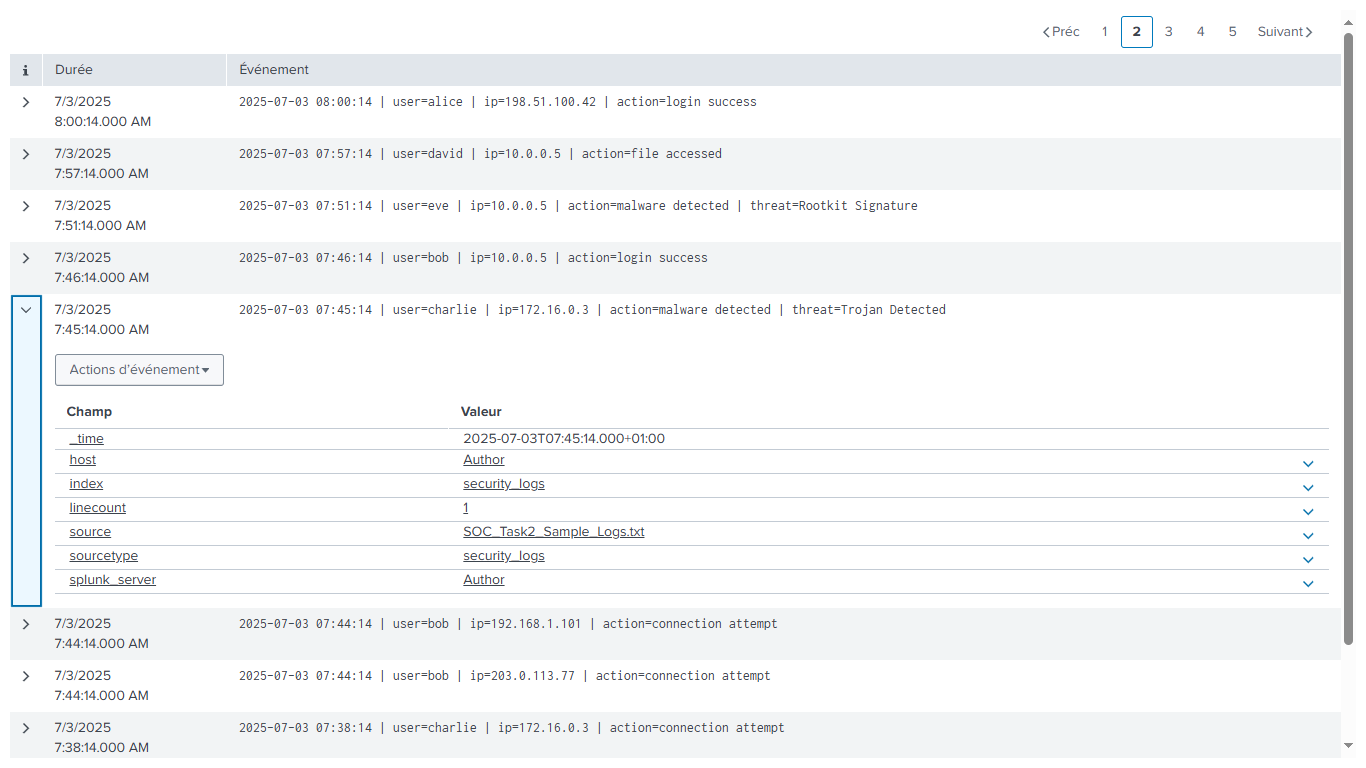 Préc 1 2 3 4 5 Suivant
i Durée Événement
7/3/2025 2025-07-03 08:00:14 | user=alice | ip=198.51.100.42 | action=login success
8:00:14.000 AM
7/3/2025 2025-07-03 07:57:14 | user=david | ip=10.0.0.5 | action=file accessed
7:57:14.000 AM
7/3/2025 2025-07-03 07:51:14 | user=eve | ip=10.0.0.5 | action=malware detected | threat=Rootkit Signature
7:51:14.000 AM
7/3/2025 2025-07-03 07:46:14 | user=bob | ip=10.0.0.5 | action=login success
7:46:14.000 AM
7/3/2025 2025-07-03 07:45:14 | user=charlie | ip=172.16.0.3 | action=malware detected | threat=Trojan Detected
7:45:14.000 AM
Actions d'événement
Champ Valeur
_time 2025-07-03T07:45:14.000+01:00
host Author
index security_logs
linecount 1
source SOC_Task2_Sample_Logs.txt
sourcetype security_logs
splunk_server Author
7/3/2025 2025-07-03 07:44:14 | user=bob | ip=192.168.1.101 | action=connection attempt
7:44:14.000 AM
7/3/2025 2025-07-03 07:44:14 | user=bob | ip=203.0.113.77 | action=connection attempt
7:44:14.000 AM
7/3/2025 2025-07-03 07:38:14 | user=charlie | ip=172.16.0.3 | action=connection attempt
7:38:14.000 AM